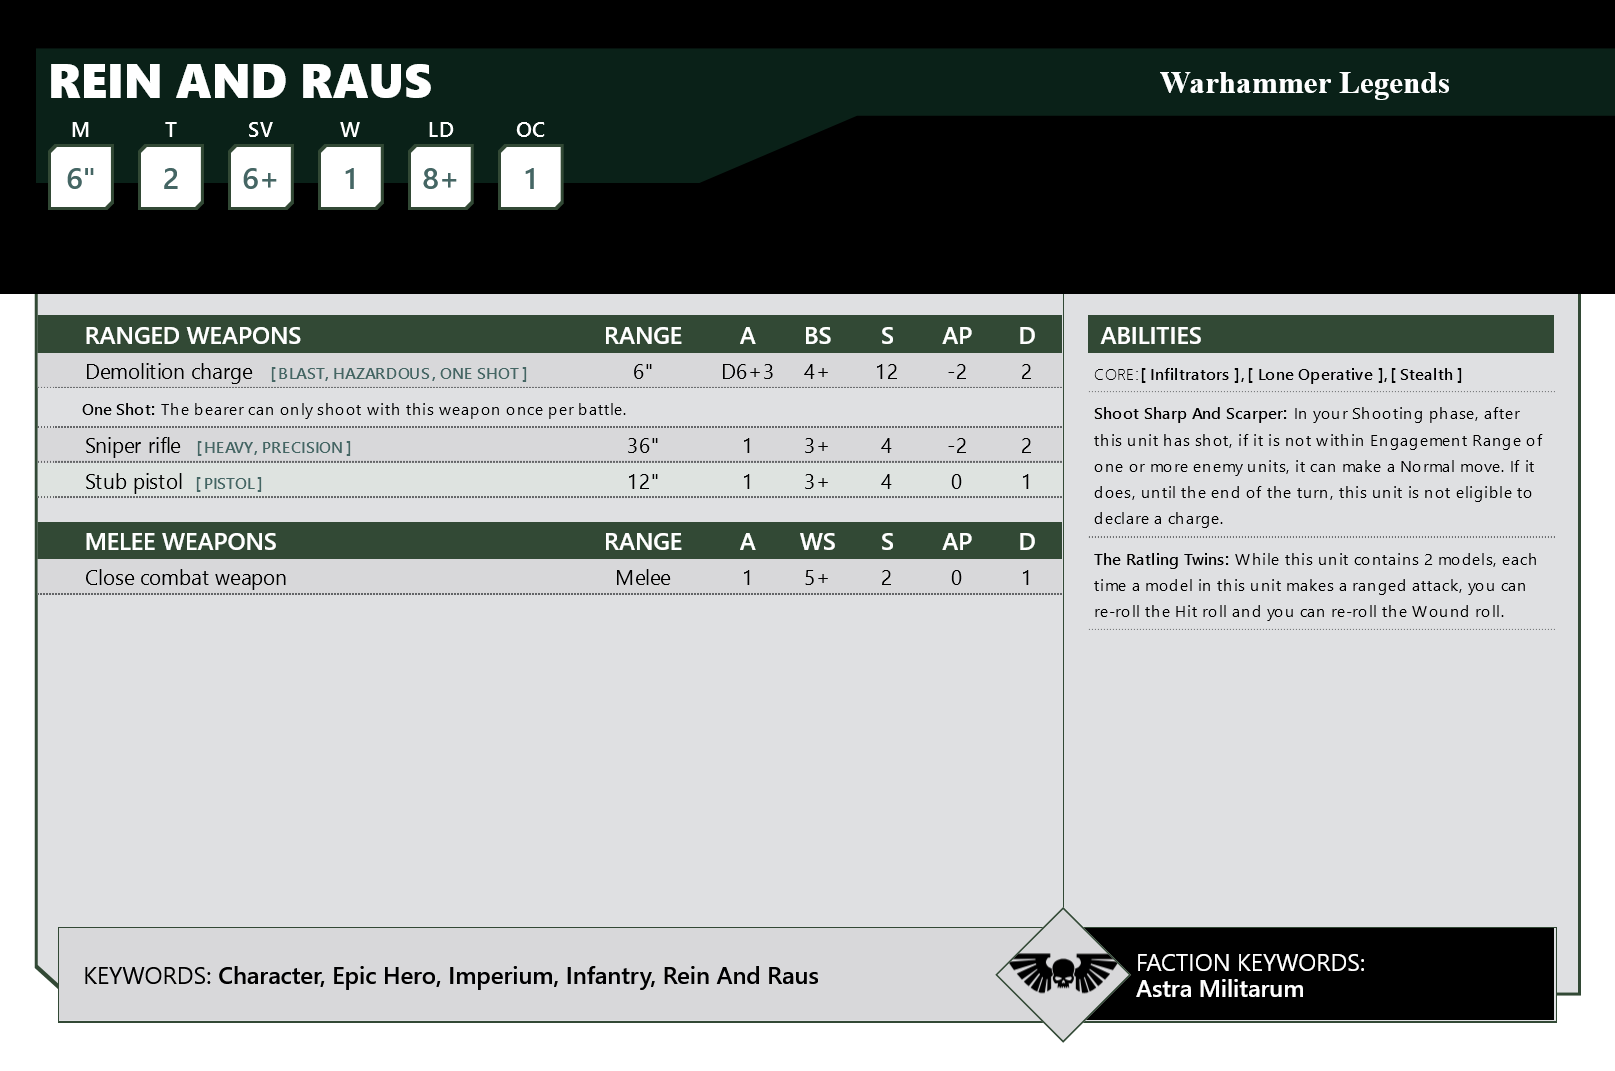 REIN AND RAUS
Warhammer Legends
M T SV W LD OC
6" 2 6+ 1 8+ 1
RANGED WEAPONS RANGE A BS S AP D
Demolition charge [BLAST, HAZARDOUS, ONE SHOT] 6" D6+3 4+ 12 -2 2
One Shot: The bearer can only shoot with this weapon once per battle.
Sniper rifle [HEAVY, PRECISION] 36" 1 3+ 4 -2 2
Stub pistol [PISTOL] 12" 1 3+ 4 0 1
MELEE WEAPONS RANGE A WS S AP D
Close combat weapon Melee 1 5+ 2 0 1
ABILITIES
CORE: [ Infiltrators ], [ Lone Operative ], [ Stealth ]
Shoot Sharp And Scarper: In your Shooting phase, after
this unit has shot, if it is not within Engagement Range of
one or more enemy units, it can make a Normal move. If it
does, until the end of the turn, this unit is not eligible to
declare a charge.
The Ratling Twins: While this unit contains 2 models, each
time a model in this unit makes a ranged attack, you can
re-roll the Hit roll and you can re-roll the Wound roll.
KEYWORDS: Character, Epic Hero, Imperium, Infantry, Rein And Raus
FACTION KEYWORDS:
Astra Militarum